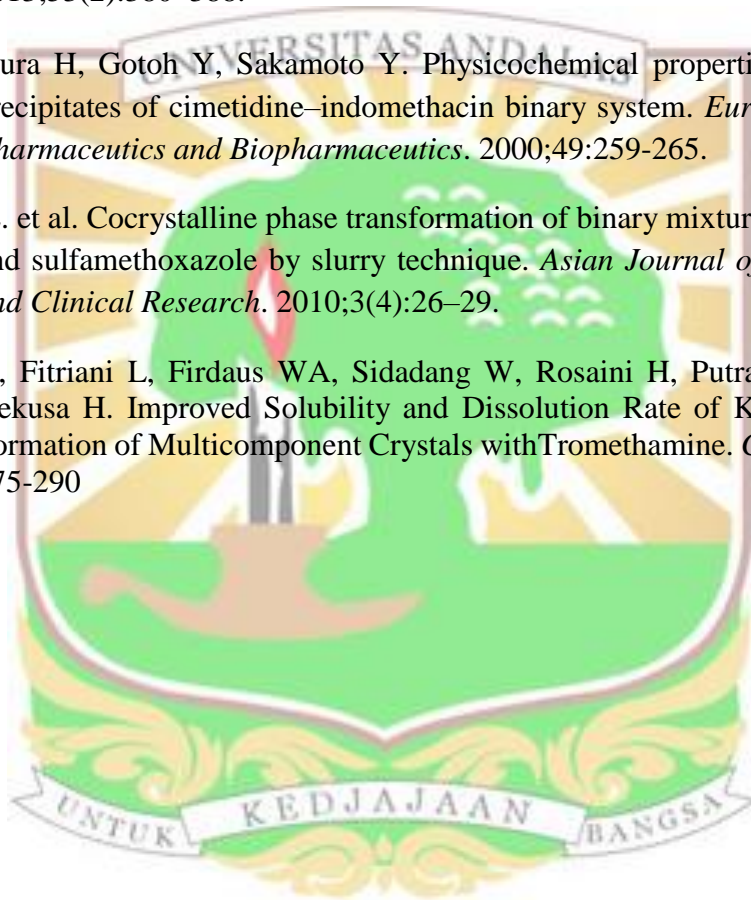 UNIVERSITAS ANDALAS
ura H, Gotoh Y, Sakamoto Y. Physicochemical properti
recipitates of cimetidine–indomethacin binary system. Eur
harmaceutics and Biopharmaceutics. 2000;49:259-265.
. et al. Cocrystalline phase transformation of binary mixtur
nd sulfamethoxazole by slurry technique. Asian Journal of
nd Clinical Research. 2010;3(4):26–29.
, Fitriani L, Firdaus WA, Sidadang W, Rosaini H, Putra
ekusa H. Improved Solubility and Dissolution Rate of K
ormation of Multicomponent Crystals withTromethamine.
75-290
UNTUK KEDJAJAAN BANGSA